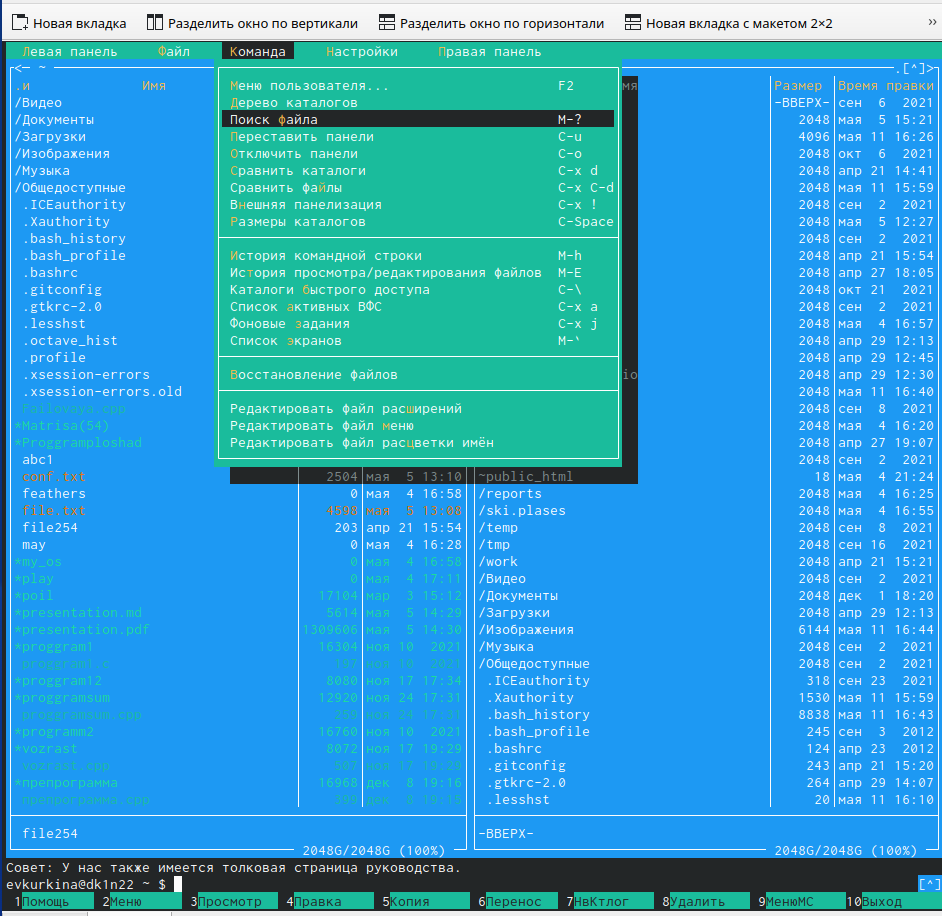 Новая вкладка Разделить окно по вертикали Разделить окно по горизонтали Новая вкладка с макетом 2×2 »
Левая панель Файл Команда Настройки Правая панель
<─ ~ .[^]>
.и Имя
/Видео
/Документы
/Загрузки
/Изображения
/Музыка
/Общедоступные
.ICEauthority
.Xauthority
.bash_history
.bash_profile
.bashrc
.gitconfig
.gtkrc-2.0
.lesshst
.octave_hist
.profile
.xsession-errors
.xsession-errors.old
*Matrisa(54)
*Proggramploshad
abc1
conf.txt 2504 мая 5 13:10
feathers 0 мая 4 16:58
file.txt 4598 мая 5 13:08
file254 203 апр 21 15:54
may 0 мая 4 16:28
*my_os 0 мая 4 16:58
*play 0 мая 4 17:11
*poil 17104 мар 3 15:12
*presentation.md 5614 мая 5 14:29
*presentation.pdf 1309606 мая 5 14:30
*proggram1 16304 ноя 10 2021
proggram1.c 197 ноя 10 2021
*proggram12 8080 ноя 17 17:34
*proggramsum 12920 ноя 24 17:31
proggramsum.cpp 259 ноя 24 17:31
*programm2 16760 ноя 10 2021
*vozrast 8072 ноя 17 19:29
vozrast.cpp 507 ноя 17 19:29
*препрограмма 16968 дек 8 19:16
препрограмма.cpp 399 дек 8 19:15
file254
2048G/2048G (100%)
Меню пользователя... F2
Дерево каталогов
Поиск файла M-?
Переставить панели C-u
Отключить панели C-o
Сравнить каталоги C-x d
Сравнить файлы C-x C-d
Внешняя панелизация C-x !
Размеры каталогов C-Space
История командной строки M-h
История просмотра/редактирования файлов M-E
Каталоги быстрого доступа C-\
Список активных ВФС C-x a
Фоновые задания C-x j
Список экранов M-`
Восстановление файлов
Редактировать файл расширений
Редактировать файл меню
Редактировать файл расцветки имён
мя Размер Время правки
-ВВЕРХ- сен 6 2021
2048 мая 5 15:21
4096 мая 11 16:26
2048 окт 6 2021
2048 апр 21 14:41
2048 мая 11 15:59
2048 сен 2 2021
2048 мая 5 12:27
2048 сен 2 2021
2048 апр 21 15:54
2048 апр 27 18:05
2048 окт 21 2021
2048 сен 2 2021
2048 мая 4 16:57
2048 апр 29 12:13
2048 апр 29 12:45
io 2048 апр 29 12:30
2048 мая 11 16:40
2048 сен 8 2021
2048 мая 4 16:20
2048 апр 27 19:07
2048 сен 2 2021
~public_html 18 мая 4 21:24
/reports 2048 мая 4 16:25
/ski.plases 2048 мая 4 16:55
/temp 2048 сен 8 2021
/tmp 2048 сен 16 2021
/work 2048 апр 21 15:21
/Видео 2048 сен 2 2021
/Документы 2048 дек 1 18:20
/Загрузки 2048 апр 29 12:13
/Изображения 6144 мая 11 16:44
/Музыка 2048 сен 2 2021
/Общедоступные 2048 сен 2 2021
.ICEauthority 318 сен 23 2021
.Xauthority 1530 мая 11 15:59
.bash_history 8838 мая 11 16:43
.bash_profile 245 сен 3 2012
.bashrc 124 апр 23 2012
.gitconfig 243 апр 21 15:20
.gtkrc-2.0 264 апр 29 14:07
.lesshst 20 мая 11 16:10
-ВВЕРХ-
2048G/2048G (100%)
Совет: У нас также имеется толковая страница руководства.
evkurkina@dk1n22 ~ $ [^]
1Помощь 2Меню 3Просмотр 4Правка 5Копия 6Перенос 7НвКтлог 8Удалить 9МенюMC 10Выход